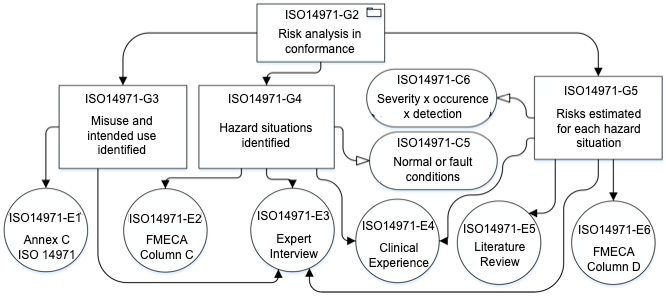 ISO14971-G2
Risk analysis in
conformance
ISO14971-G3
Misuse and
intended use
identified
ISO14971-G4
Hazard situations
identified
ISO14971-C6
Severity x occurence
x detection
ISO14971-C5
Normal or fault
conditions
ISO14971-G5
Risks estimated
for each hazard
situation
ISO14971-E1
Annex C
ISO 14971
ISO14971-E2
FMECA
Column C
ISO14971-E3
Expert
Interview
ISO14971-E4
Clinical
Experience
ISO14971-E5
Literature
Review
ISO14971-E6
FMECA
Column D